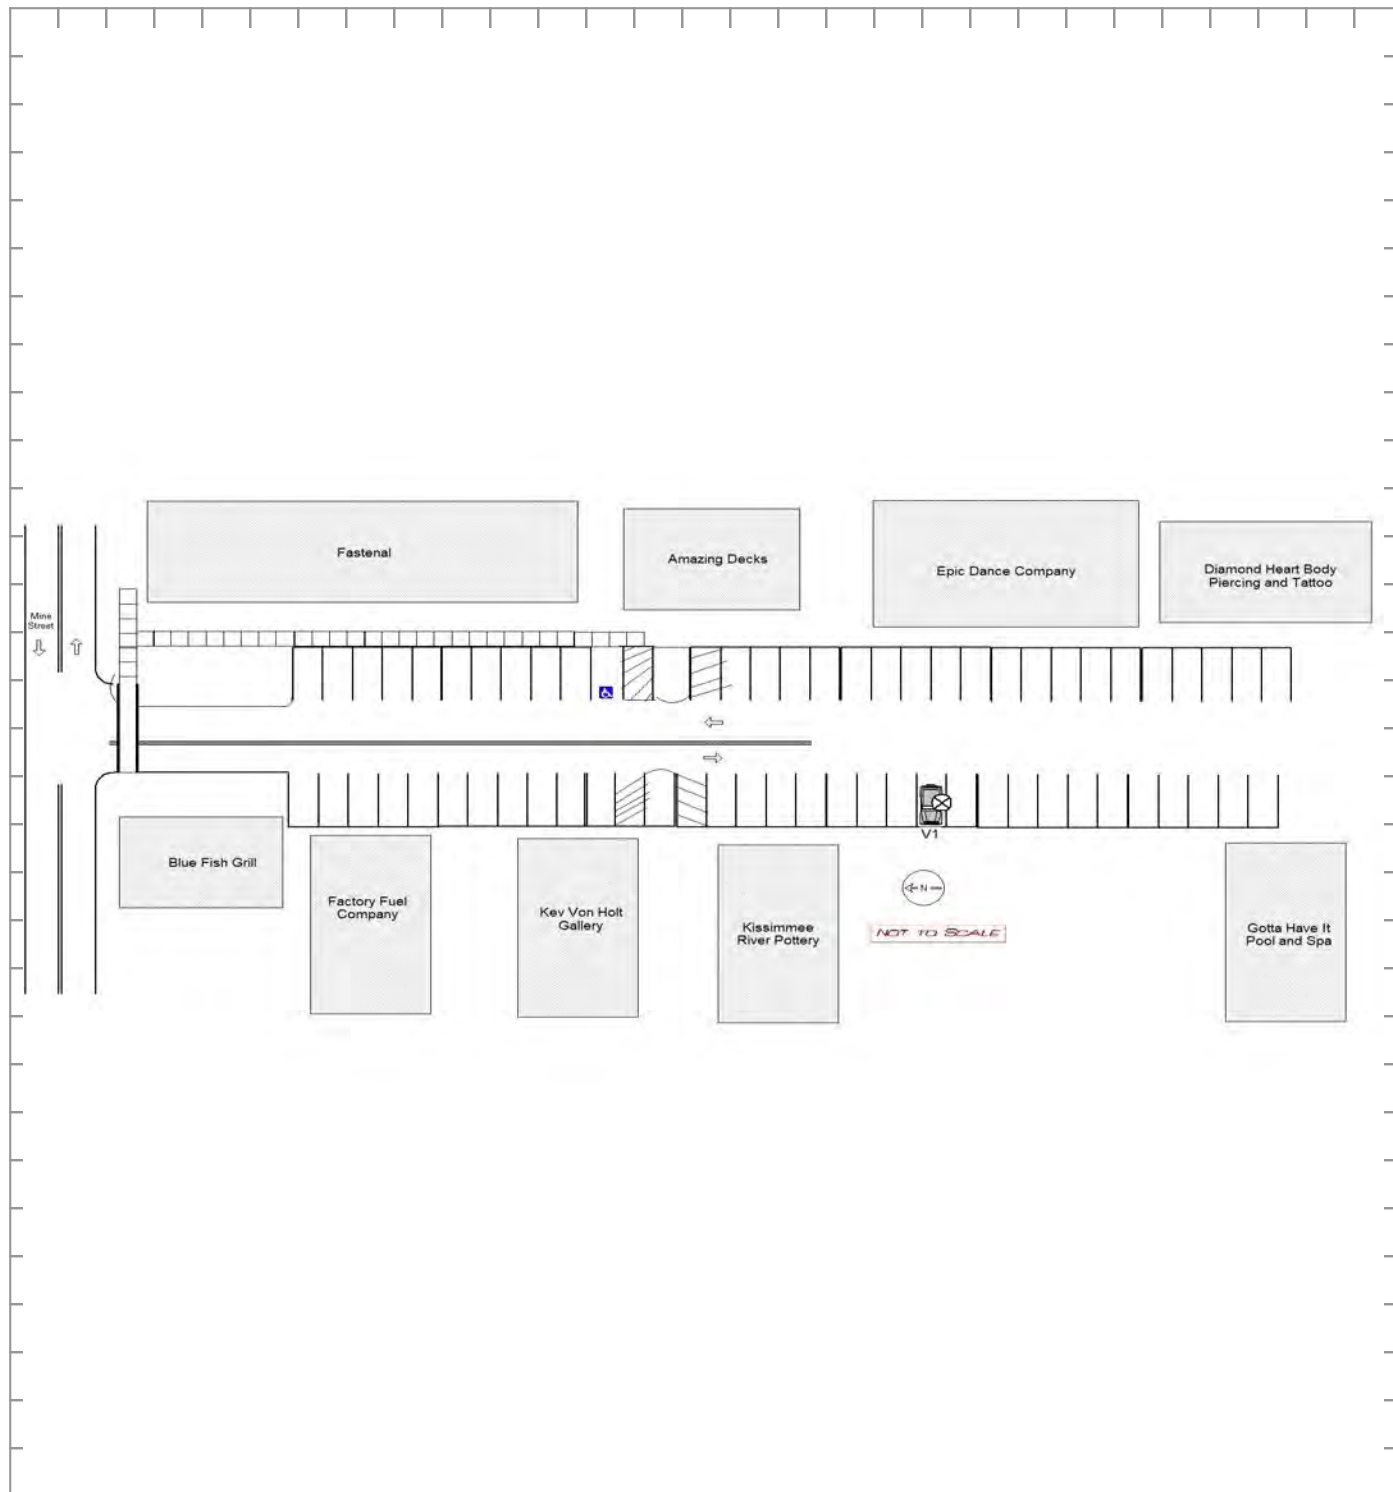 Fastenal
Amazing Decks
Epic Dance Company
Diamond Heart Body
Piercing and Tattoo
Mine
Street
V1
Blue Fish Grill
Factory Fuel
Company
Kev Von Holt
Gallery
Kissimmee
River Pottery
N
NOT TO SCALE
Gotta Have It
Pool and Spa